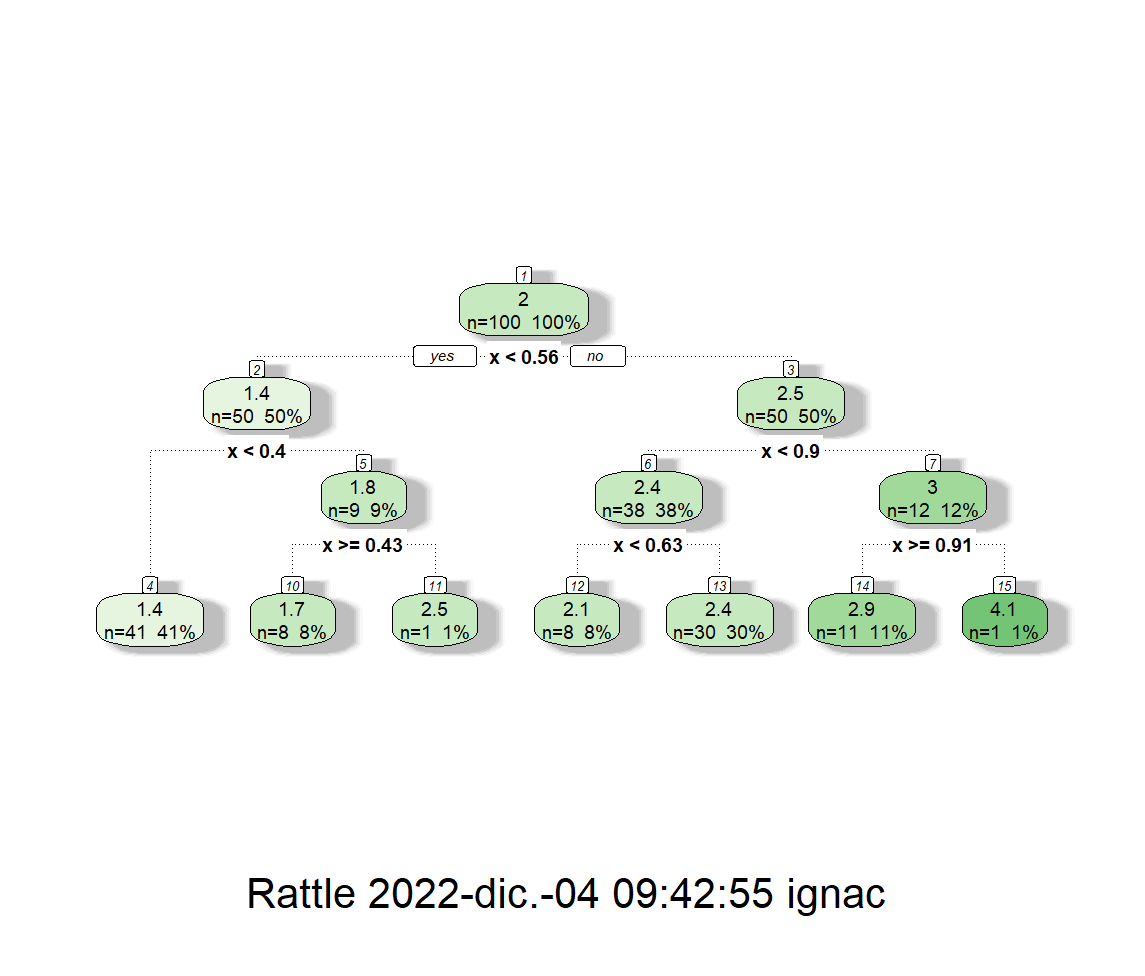 1
2
n=100 100%
yes x < 0.56 no
2
1.4
n=50 50%
3
2.5
n=50 50%
x < 0.4
x < 0.9
5
1.8
n=9 9%
6
2.4
n=38 38%
7
3
n=12 12%
x >= 0.43
x < 0.63
x >= 0.91
4
1.4
n=41 41%
10
1.7
n=8 8%
11
2.5
n=1 1%
12
2.1
n=8 8%
13
2.4
n=30 30%
14
2.9
n=11 11%
15
4.1
n=1 1%
Rattle 2022-dic.-04 09:42:55 ignac